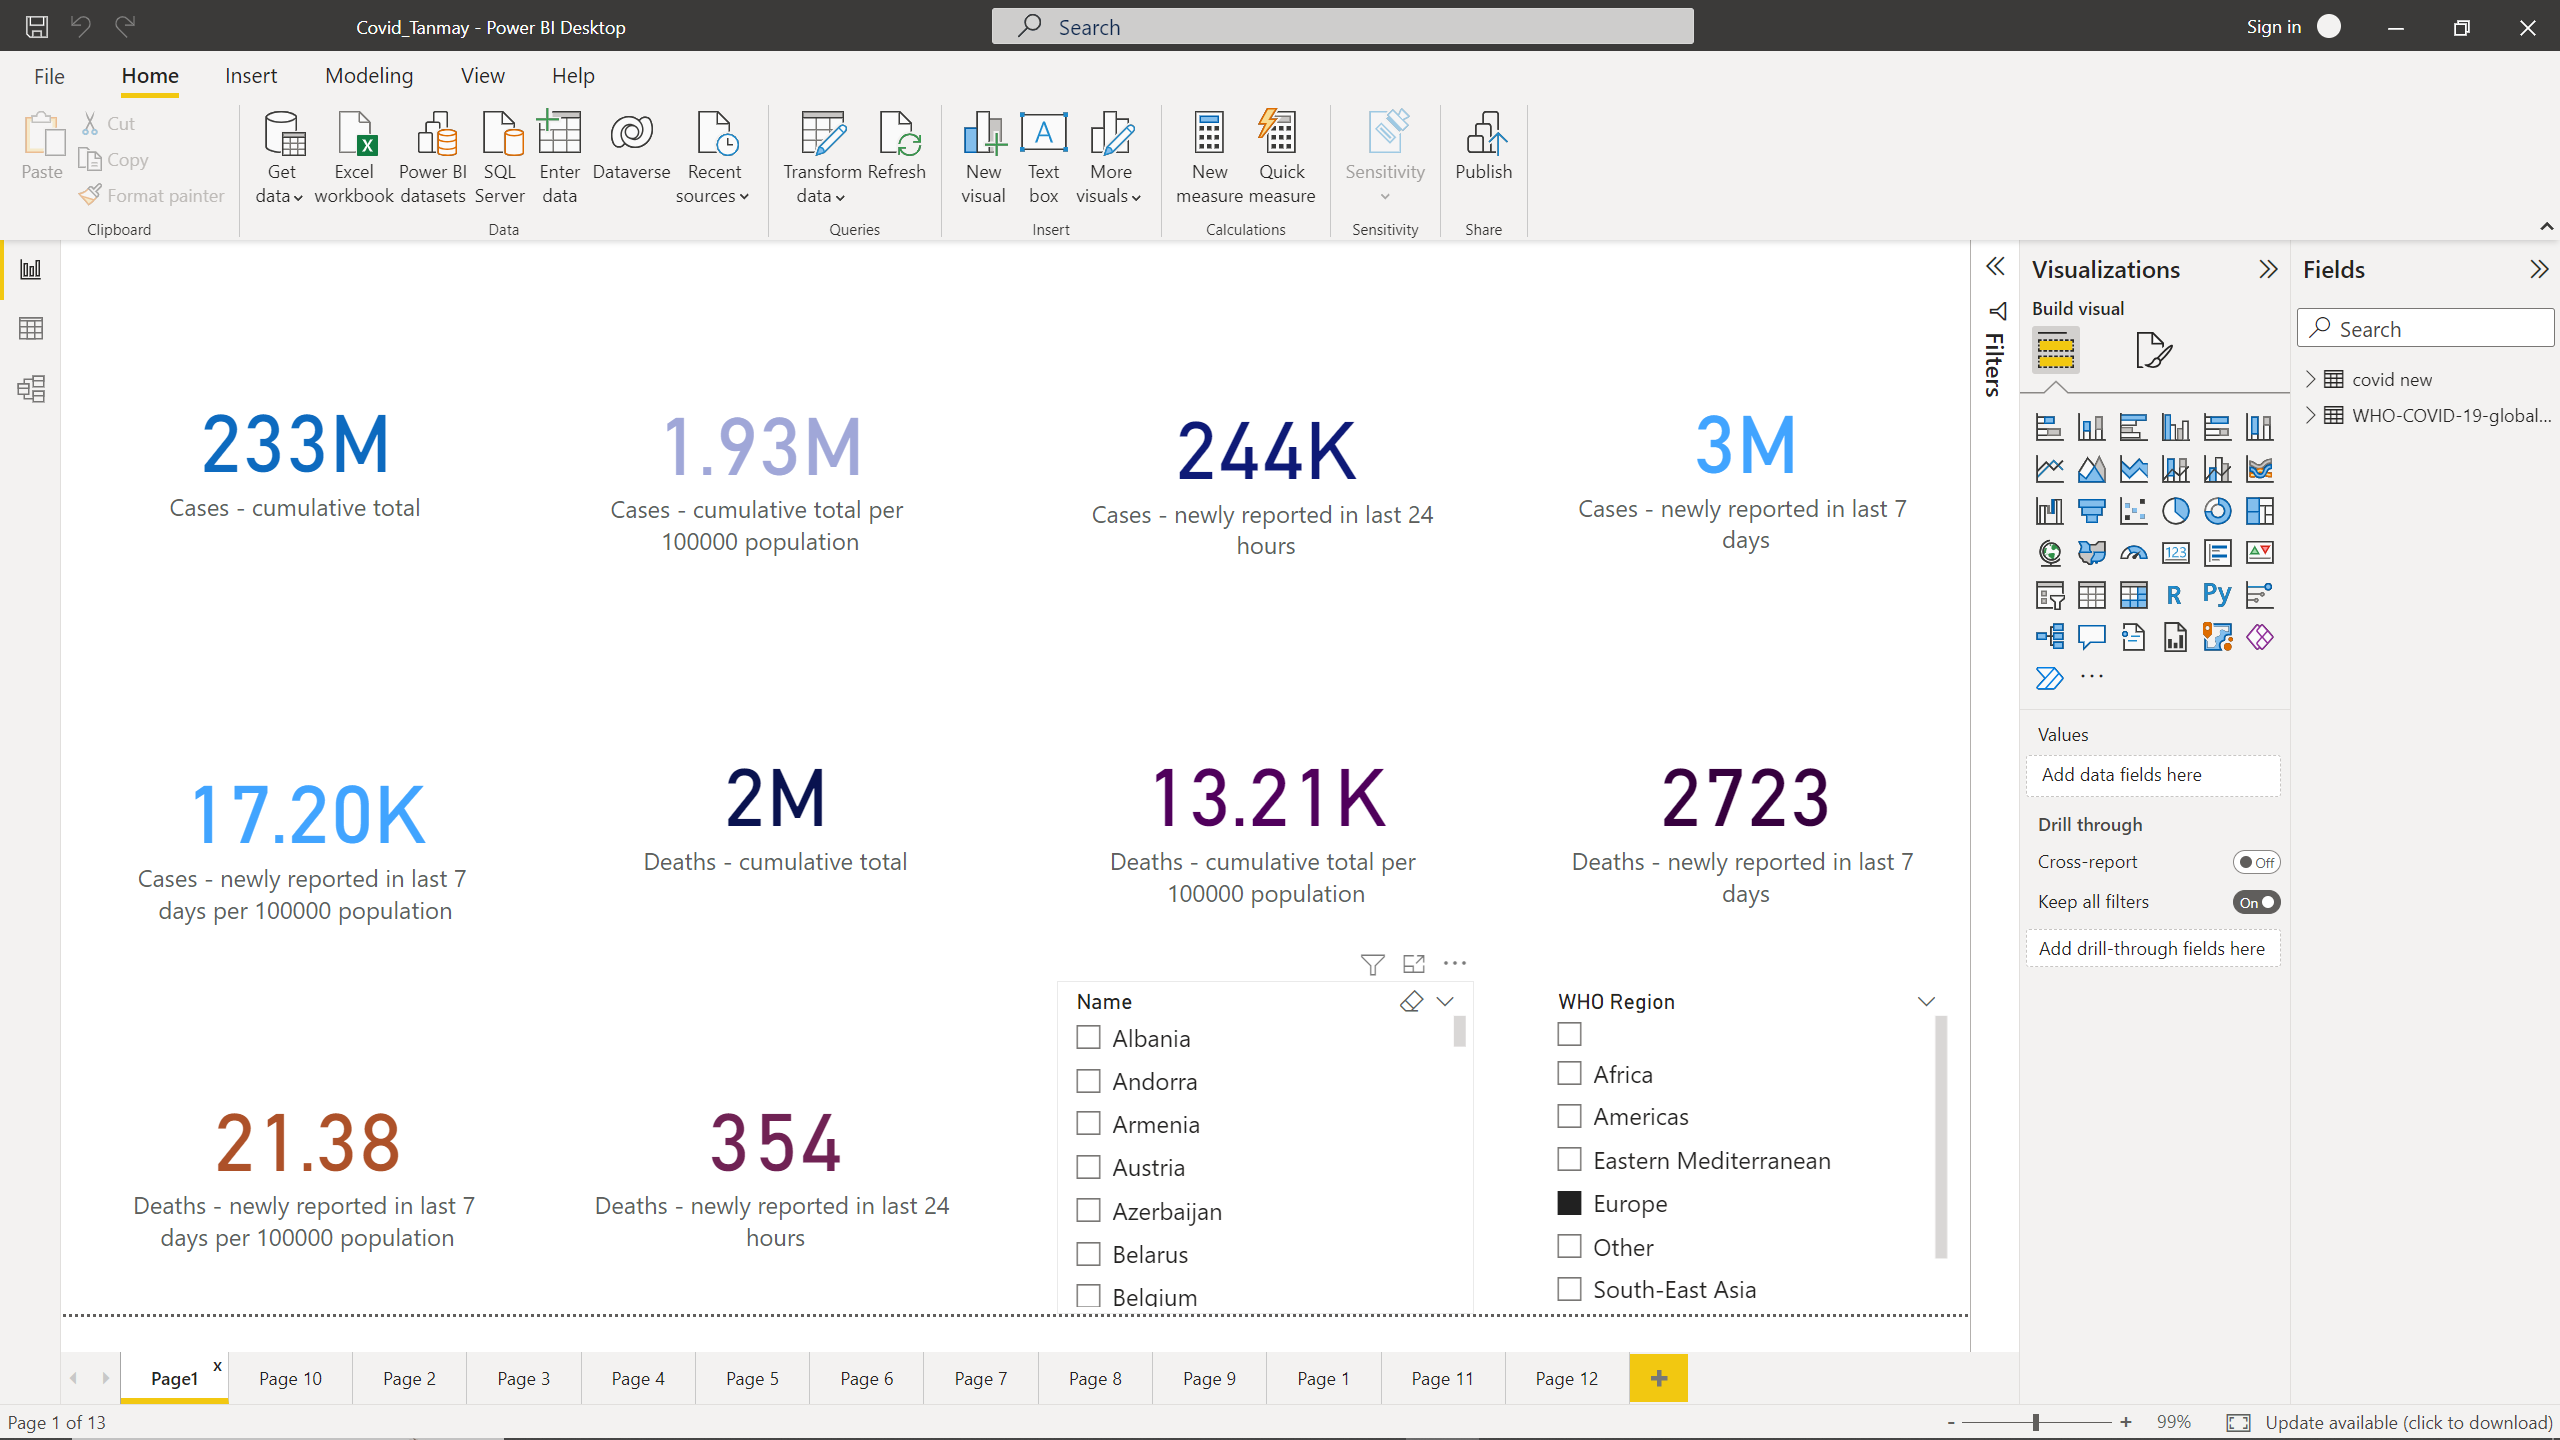 Covid_Tanmay - Power BI Desktop
Search
Sign in
File
Home
Insert
Modeling
View
Help
Paste
Cut
Copy
Format painter
Clipboard
Get
data
Excel
workbook
Power BI
datasets
SQL
Server
Enter
data
Dataverse
Recent
sources
Data
Transform
data
Refresh
Queries
New
visual
Text
box
More
visuals
Insert
New
measure
Quick
measure
Calculations
Sensitivity
Sensitivity
Publish
Share
233M
Cases - cumulative total
1.93M
Cases - cumulative total per
100000 population
244K
Cases - newly reported in last 24
hours
3M
Cases - newly reported in last 7
days
17.20K
Cases - newly reported in last 7
days per 100000 population
2M
Deaths - cumulative total
13.21K
Deaths - cumulative total per
100000 population
2723
Deaths - newly reported in last 7
days
21.38
Deaths - newly reported in last 7
days per 100000 population
354
Deaths - newly reported in last 24
hours
Name
Albania
Andorra
Armenia
Austria
Azerbaijan
Belarus
Belgium
WHO Region
Africa
Americas
Eastern Mediterranean
Europe
Other
South-East Asia
Filters
Visualizations
Build visual
123
R
Py
Values
Add data fields here
Drill through
Cross-report
Off
Keep all filters
On
Add drill-through fields here
Fields
Search
covid new
WHO-COVID-19-global...
Page1
x
Page 10
Page 2
Page 3
Page 4
Page 5
Page 6
Page 7
Page 8
Page 9
Page 1
Page 11
Page 12
+
Page 1 of 13
- + 99%
Update available (click to download)